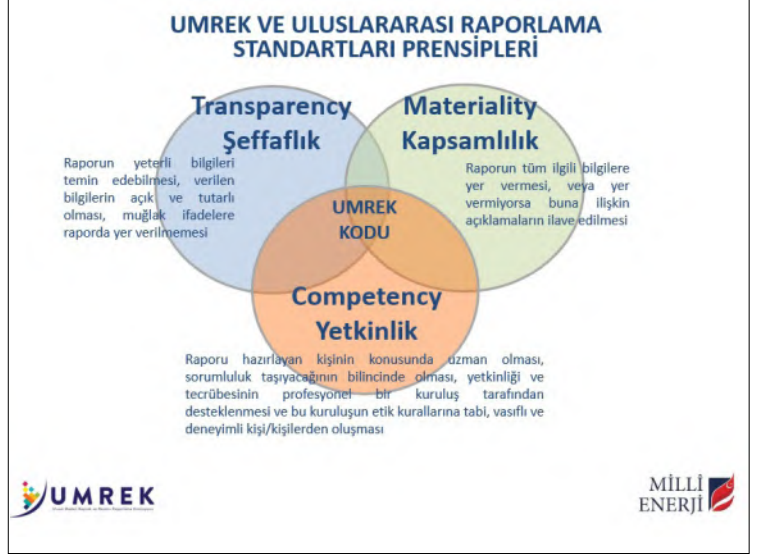 UMREK VE ULUSLARARASI RAPORLAMA
STANDARTLARI PRENSİPLERİ
Transparency
Şeffaflık
Materiality
Kapsamlılık
Raporun yeterli bilgileri
temin edebilmesi, verilen
bilgilerin açık ve tutarlı
olması, muğlak ifadelere
raporda yer verilmemesi
Raporun tüm ilgili bilgilere
yer vermesi, veya yer
vermiyorsa buna ilişkin
açıklamaların ilave edilmesi
UMREK
KODU
Competency
Yetkinlik
Raporu hazırlayan kişinin konusunda uzman olması,
sorumluluk taşıyacağının bilincinde olması, yetkinliği ve
tecrübesinin profesyonel bir kuruluş tarafından
desteklenmesi ve bu kuruluşun etik kurallarına tabi, vasıflı ve
deneyimli kişi/kişilerden oluşması
UMREK
MİLLÎ
ENERJİ